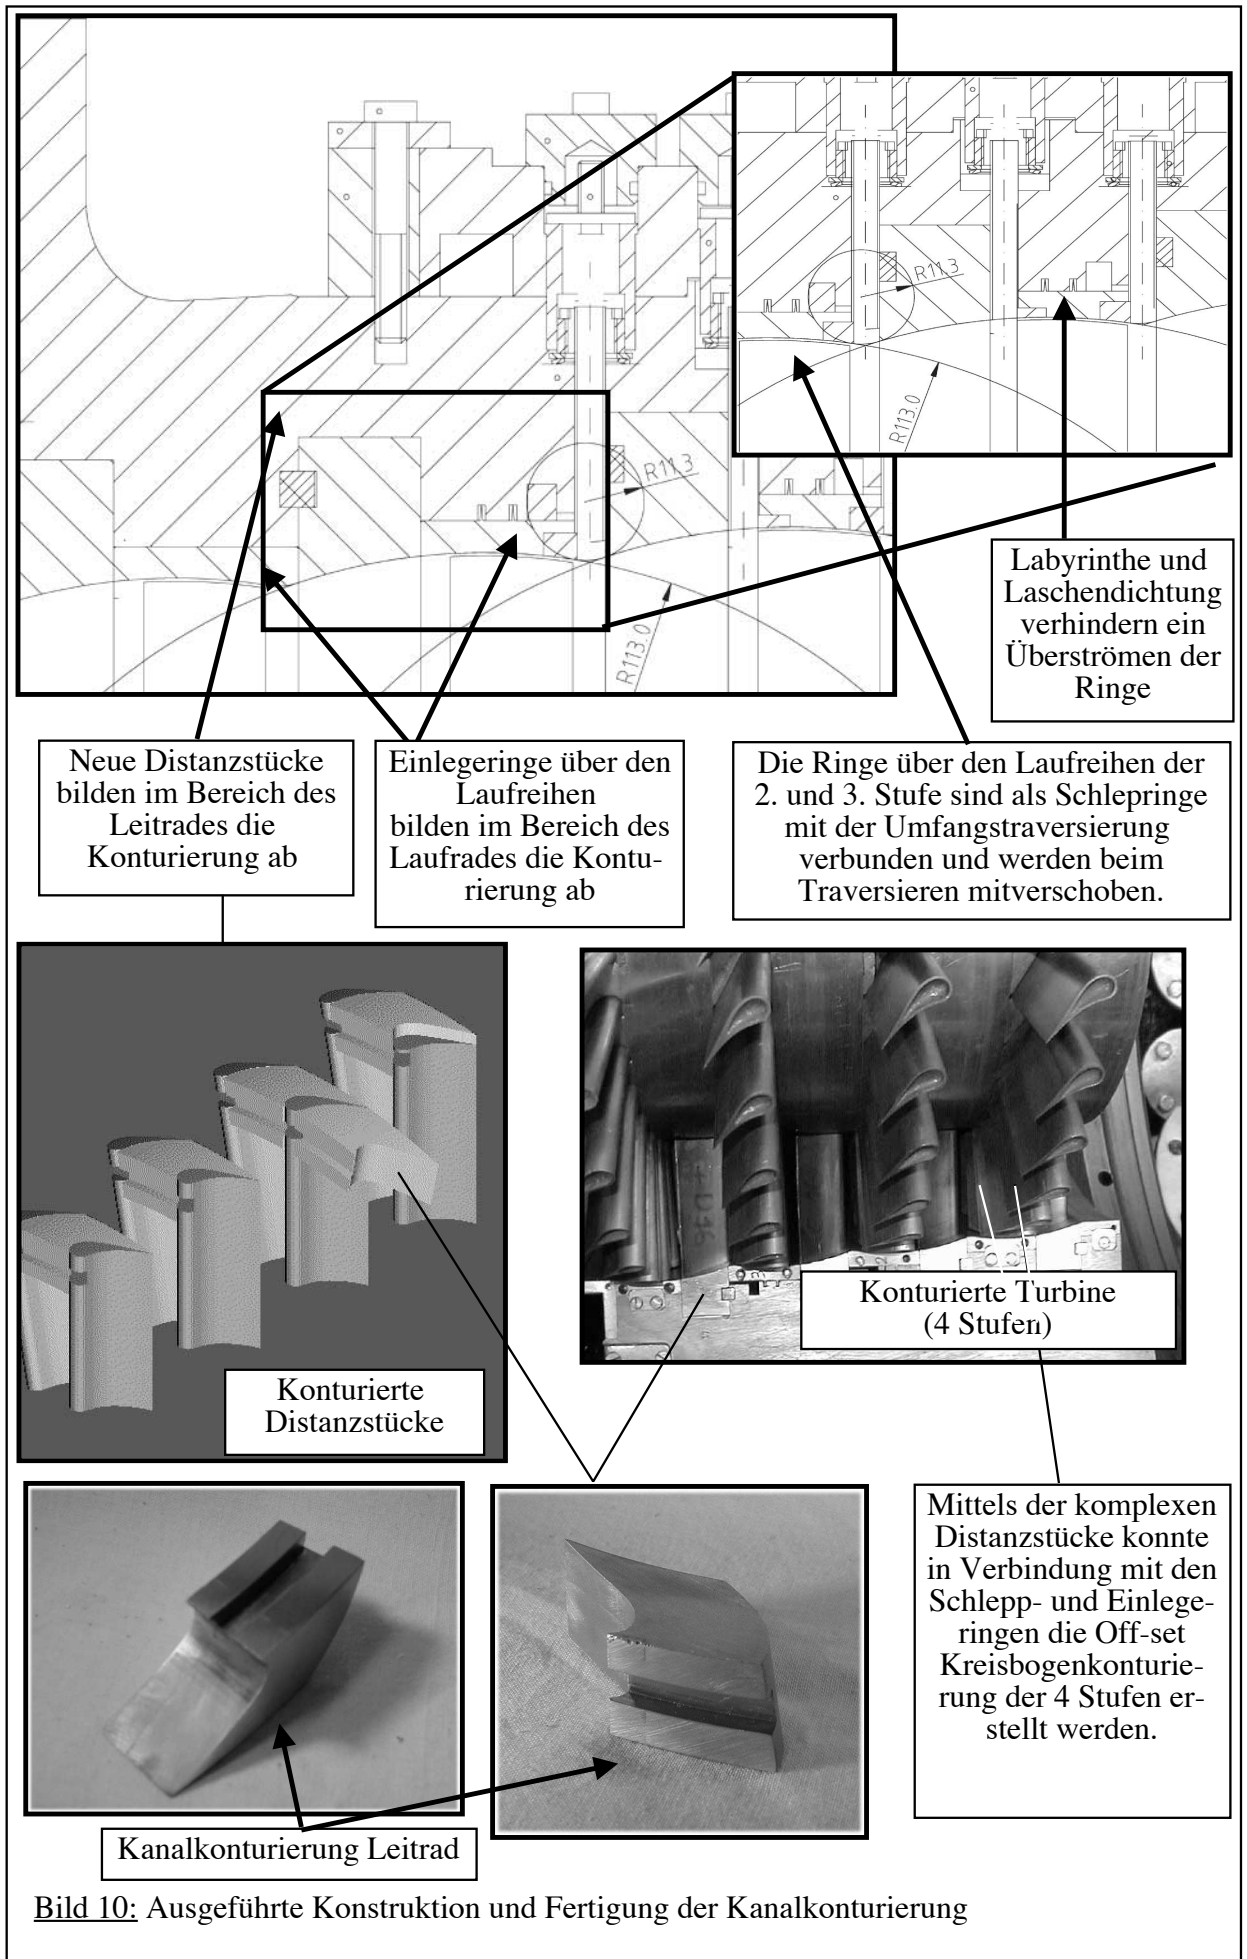 R11.3
R113.0
R11.3
R113.0
Labyrinthe und
Laschendichtung
verhindern ein
Überströmen der
Ringe
Neue Distanzstücke
bilden im Bereich des
Leitrades die
Konturierung ab
Einlegeringe über den
Laufreihen
bilden im Bereich des
Laufrades die Kontu-
rierung ab
Die Ringe über den Laufreihen der
2. und 3. Stufe sind als Schlepringe
mit der Umfangstraversierung
verbunden und werden beim
Traversieren mitverschoben.
Konturierte Turbine
(4 Stufen)
Konturierte
Distanzstücke
Mittels der komplexen
Distanzstücke konnte
in Verbindung mit den
Schlepp- und Einlege-
ringen die Off-set
Kreisbogenkonturie-
rung der 4 Stufen er-
stellt werden.
Kanalkonturierung Leitrad
Bild 10: Ausgeführte Konstruktion und Fertigung der Kanalkonturierung